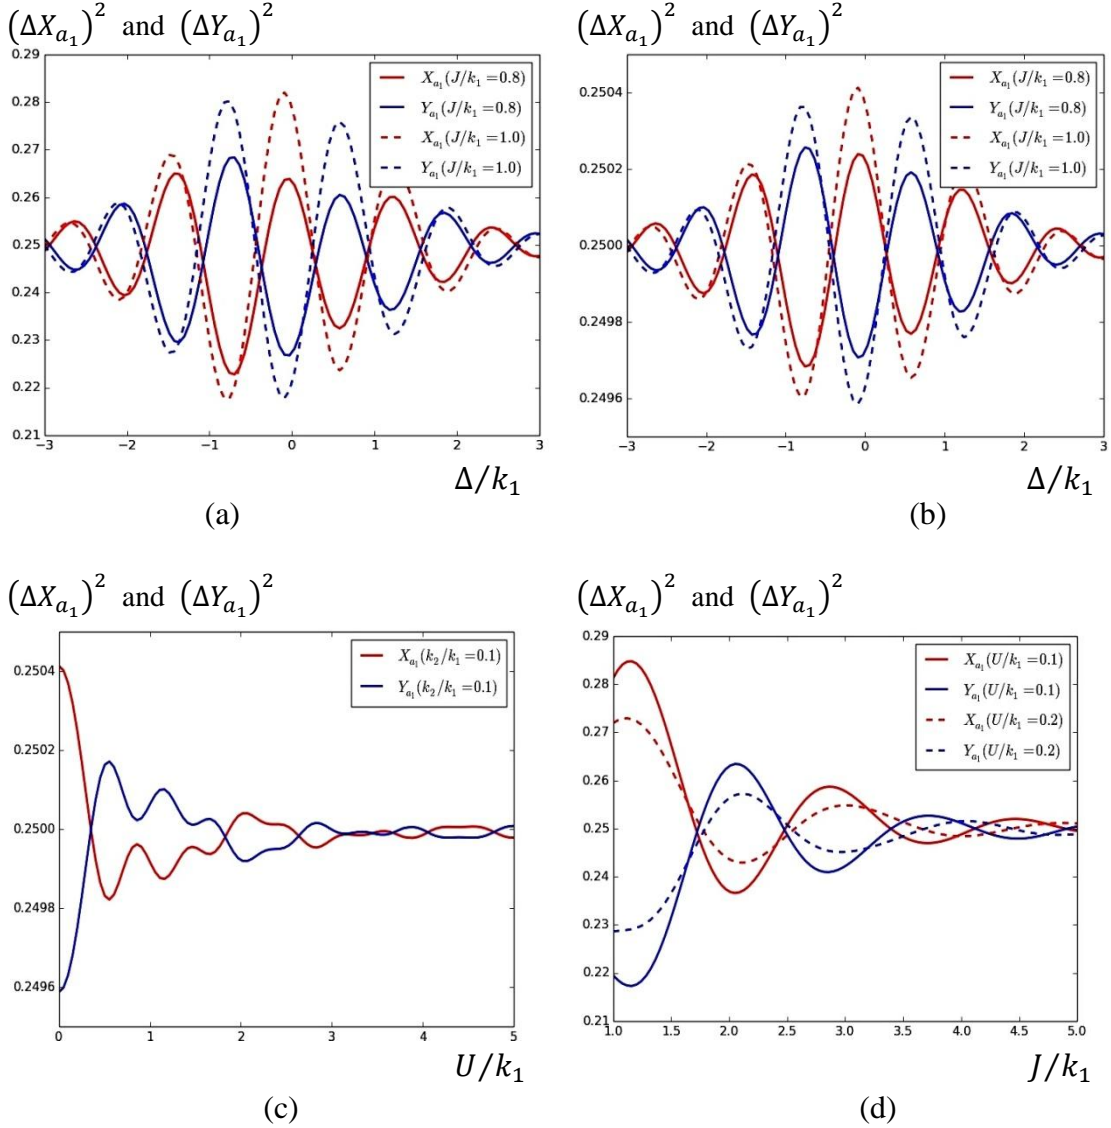 (ΔX_{a_1})^2 and (ΔY_{a_1})^2
0.29
0.28
0.27
0.26
0.25
0.24
0.23
0.22
0.21
−3 −2 −1 0 1 2 3
X_{a_1}(J/k_1=0.8)
Y_{a_1}(J/k_1=0.8)
X_{a_1}(J/k_1=1.0)
Y_{a_1}(J/k_1=1.0)
Δ/k_1
(a)
(ΔX_{a_1})^2 and (ΔY_{a_1})^2
0.2504
0.2502
0.2500
0.2498
0.2496
−3 −2 −1 0 1 2 3
X_{a_1}(J/k_1=0.8)
Y_{a_1}(J/k_1=0.8)
X_{a_1}(J/k_1=1.0)
Y_{a_1}(J/k_1=1.0)
Δ/k_1
(b)
(ΔX_{a_1})^2 and (ΔY_{a_1})^2
0.2504
0.2502
0.2500
0.2498
0.2496
0 1 2 3 4 5
X_{a_1}(k_2/k_1=0.1)
Y_{a_1}(k_2/k_1=0.1)
U/k_1
(c)
(ΔX_{a_1})^2 and (ΔY_{a_1})^2
0.29
0.28
0.27
0.26
0.25
0.24
0.23
0.22
0.21
1.0 1.5 2.0 2.5 3.0 3.5 4.0 4.5 5.0
X_{a_1}(U/k_1=0.1)
Y_{a_1}(U/k_1=0.1)
X_{a_1}(U/k_1=0.2)
Y_{a_1}(U/k_1=0.2)
J/k_1
(d)